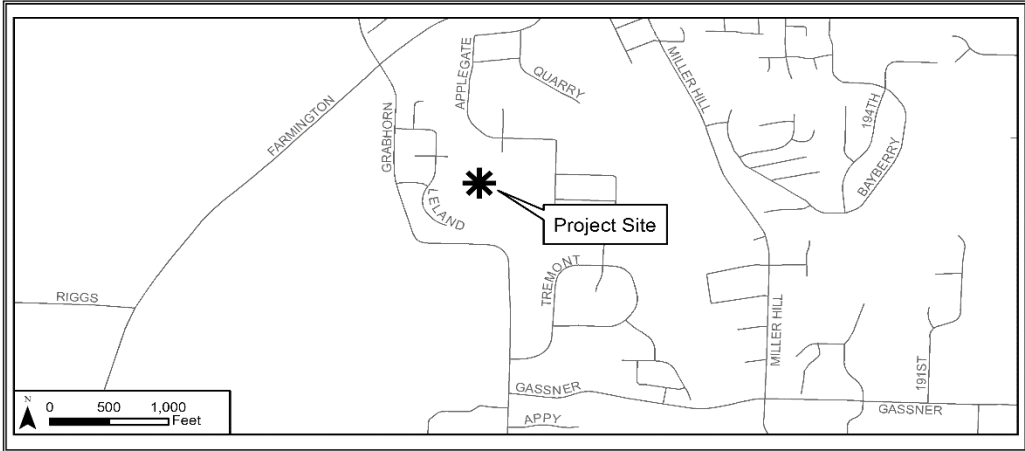 APPLEGATE
QUARRY
MILLER HILL
FARMINGTON
GRABHORN
194TH
BAYBERRY
LELAND
Project Site
TREMONT
RIGGS
MILLER HILL
191ST
GASSNER
GASSNER
APPY
N
0 500 1,000
Feet